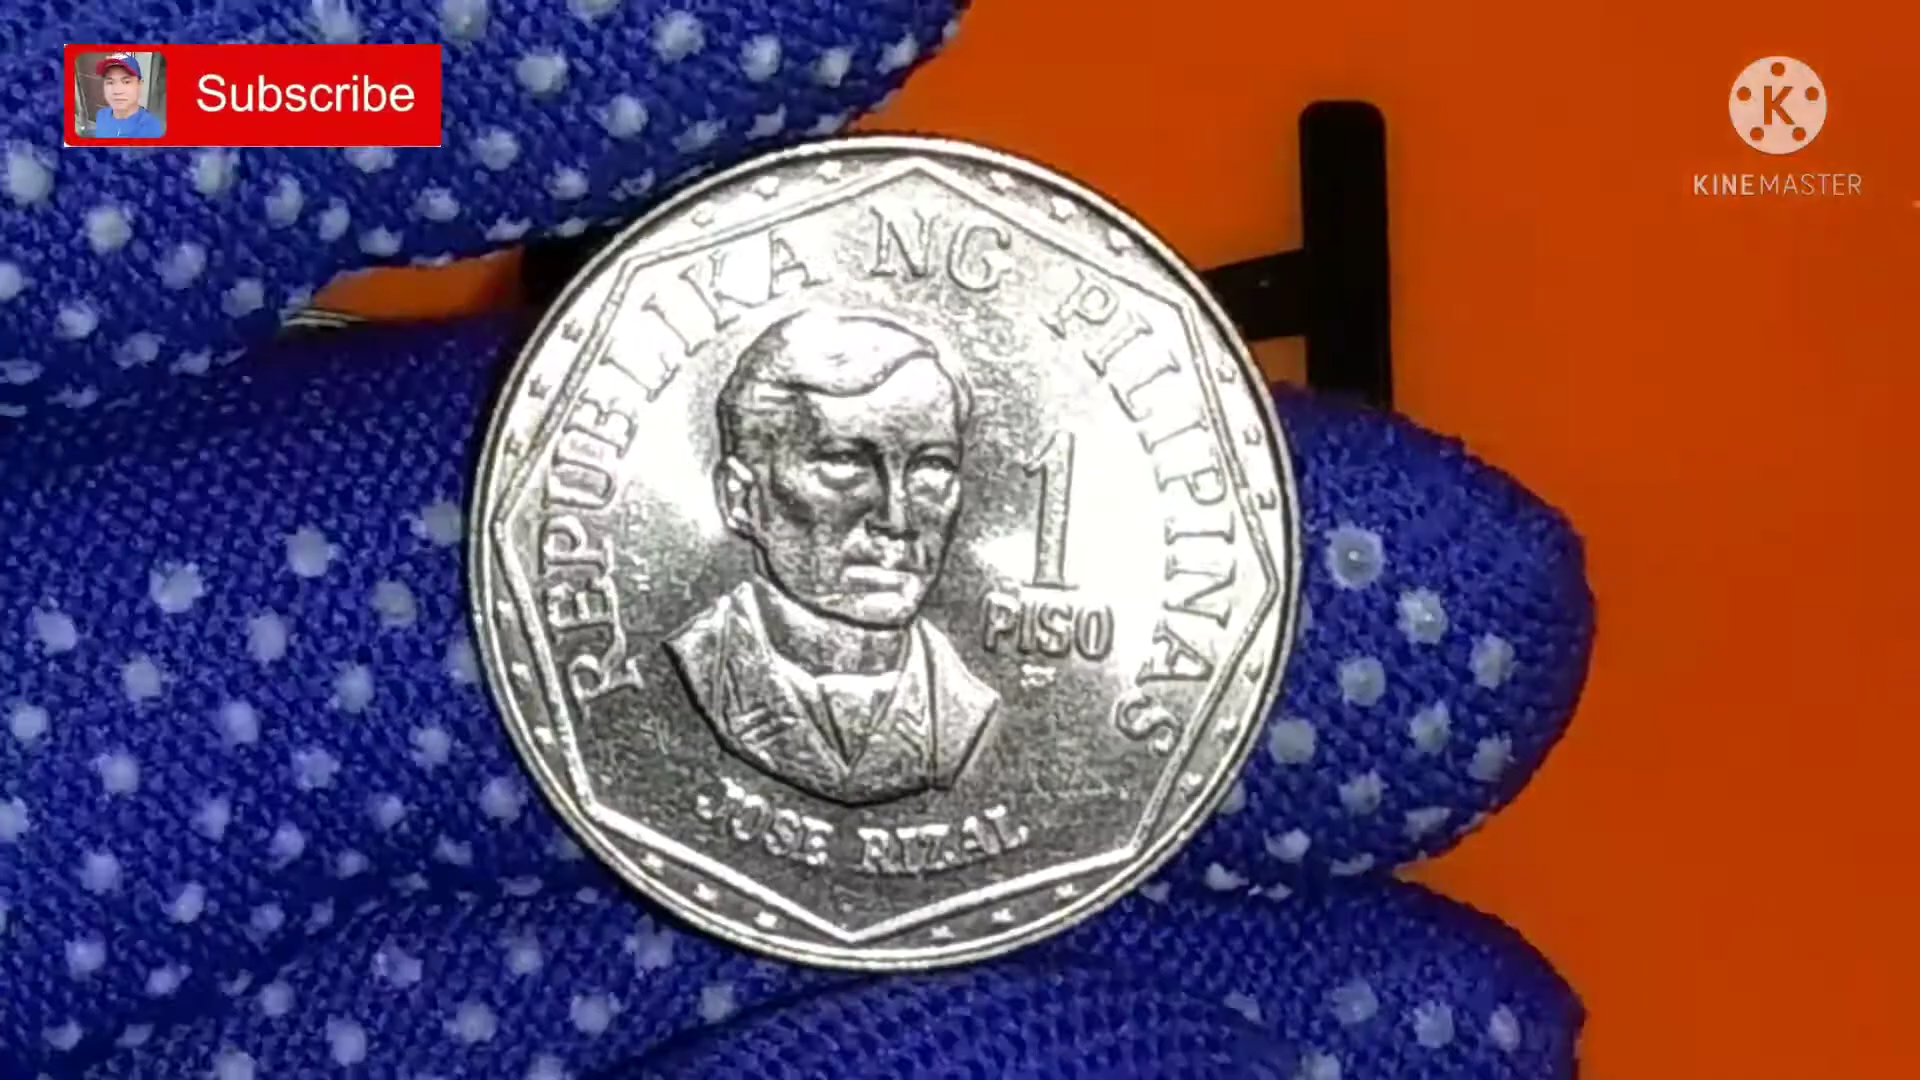 Subscribe
K
KINEMASTER
REPUBLIKA NG PILIPINAS
1
PISO
JOSE RIZAL